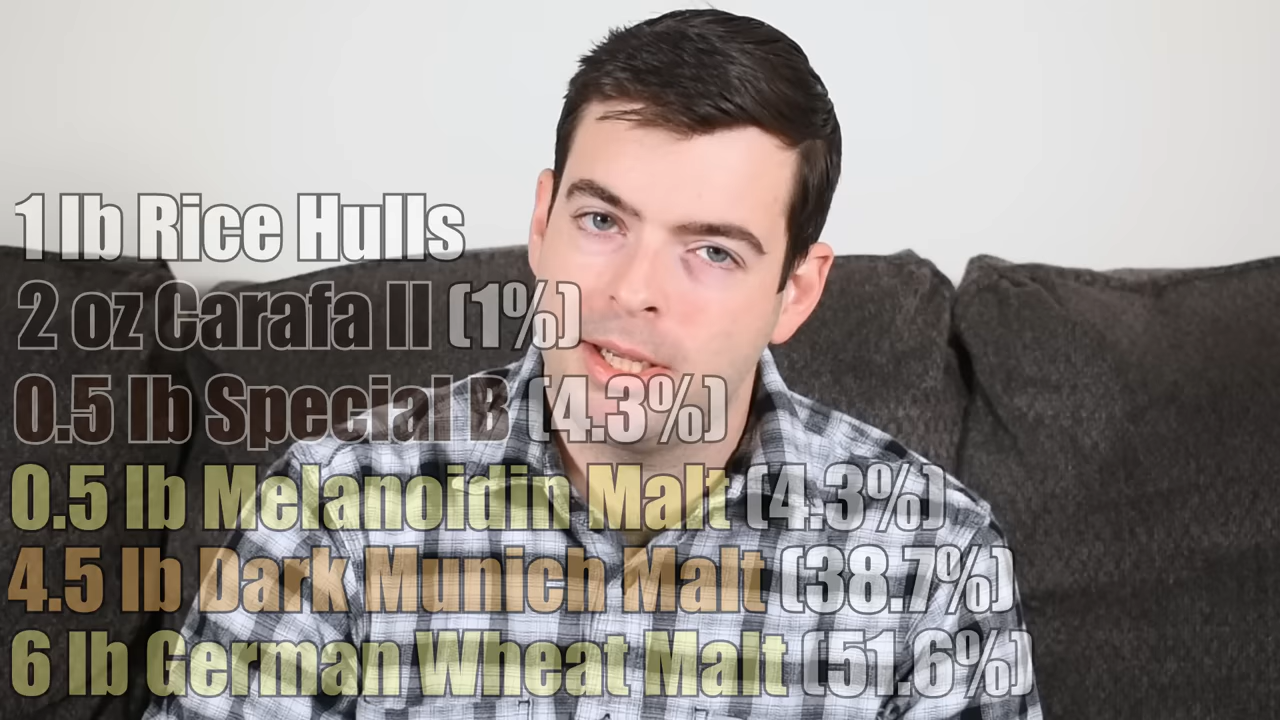 1 lb Rice Hulls
2 oz Carafa II (1%)
0.5 lb Special B (4.3%)
0.5 lb Melanoidin Malt (4.3%)
4.5 lb Dark Munich Malt (38.7%)
6 lb German Wheat Malt (51.6%)